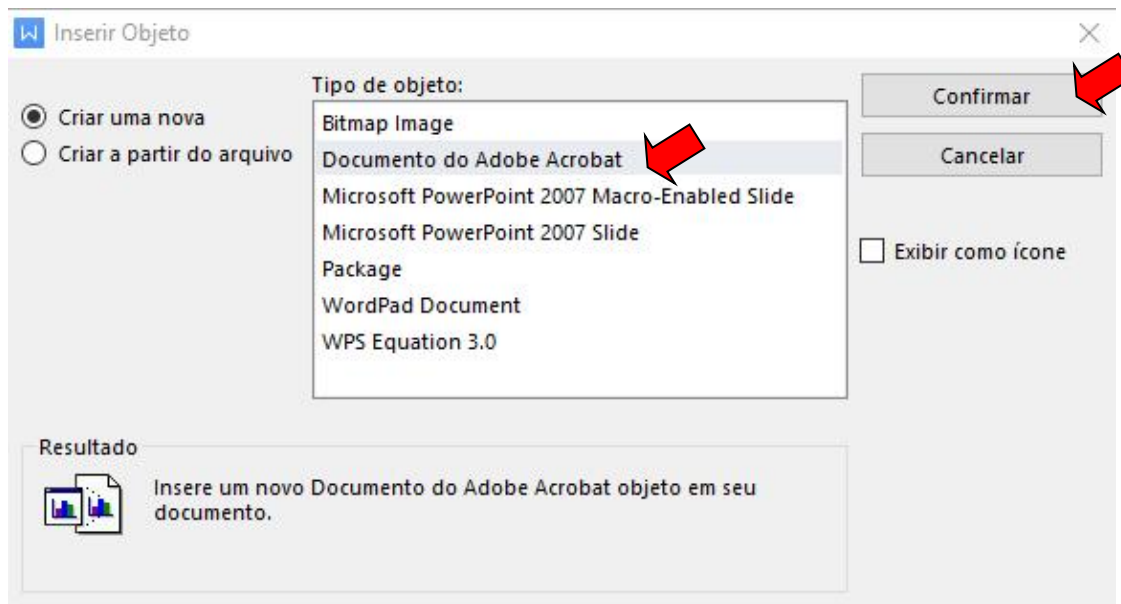 Inserir Objeto
Criar uma nova
Criar a partir do arquivo
Tipo de objeto:
Bitmap Image
Documento do Adobe Acrobat
Microsoft PowerPoint 2007 Macro-Enabled Slide
Microsoft PowerPoint 2007 Slide
Package
WordPad Document
WPS Equation 3.0
Confirmar
Cancelar
Exibir como ícone
Resultado
Insere um novo Documento do Adobe Acrobat objeto em seu
documento.